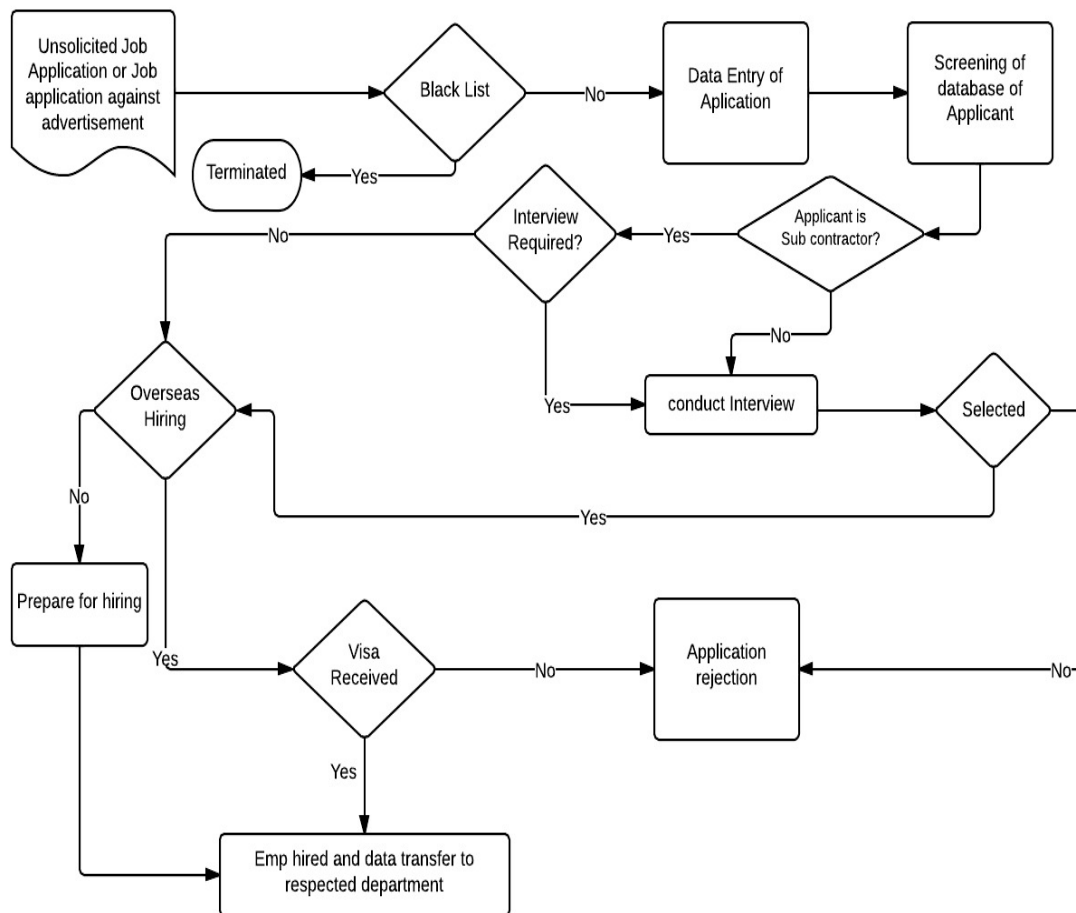 Unsolicited Job
Application or Job
application against
advertisement
Black List
No
Data Entry of
Aplication
Screening of
database of
Applicant
Terminated
Yes
Interview
Required?
Applicant is
Sub contractor?
No
Yes
No
Overseas
Hiring
Yes
conduct Interview
Selected
No
Yes
Prepare for hiring
Yes
Visa
Received
No
Application
rejection
No
Yes
Emp hired and data transfer to
respected department